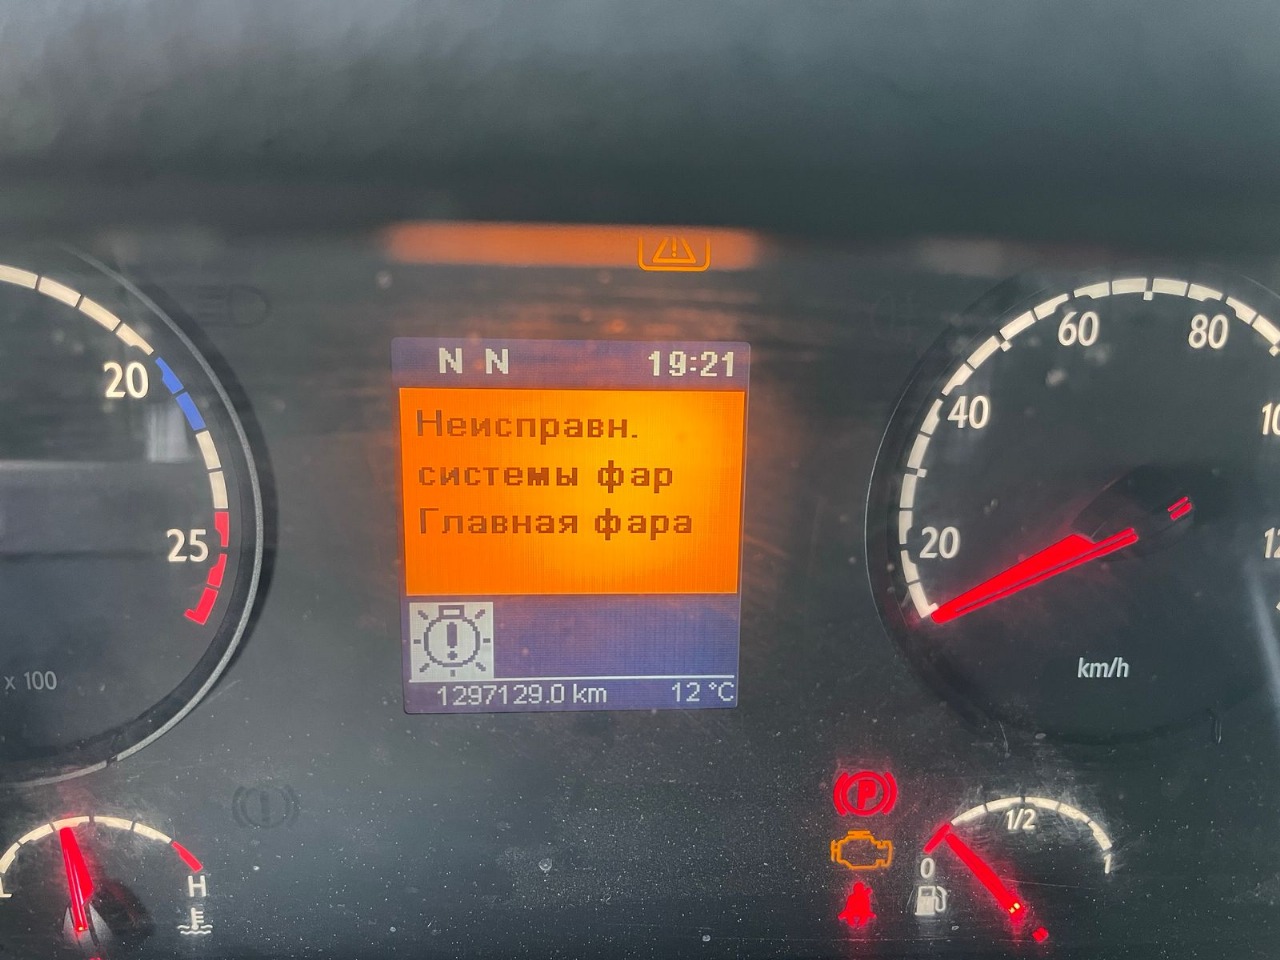 N N 19:21
Неисправн.
системы фар
Главная фара
1297129.0 km 12 °C
20
25
x 100
H
20
40
60
80
km/h
P
0
1/2
1